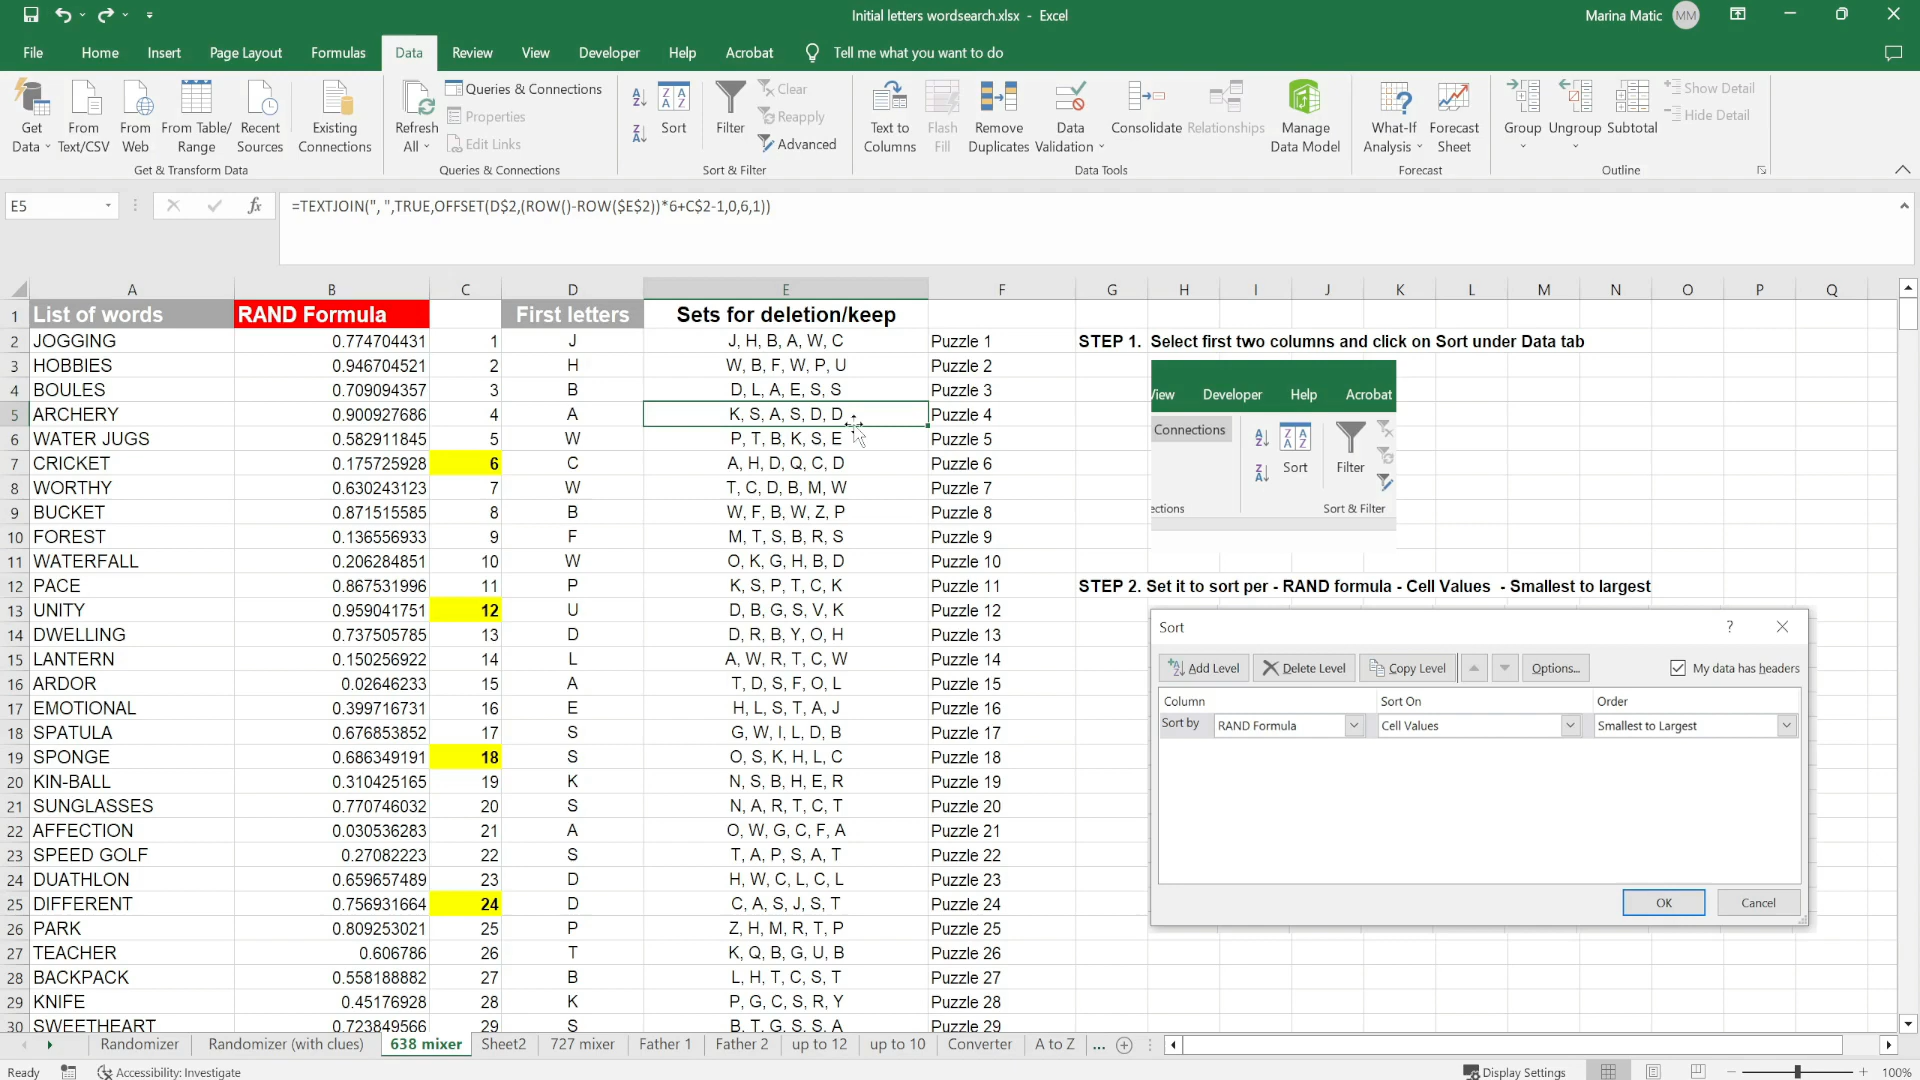 Initial letters wordsearch.xlsx - Excel
Marina Matic MM
File Home Insert Page Layout Formulas Data Review View Developer Help Acrobat Tell me what you want to do
Get Data From Text/CSV From Web From Table/ Range Recent Sources Existing Connections
Get & Transform Data
Refresh All Queries & Connections Properties Edit Links
Queries & Connections
Sort Filter Clear Reapply Advanced
Sort & Filter
Text to Columns Flash Fill Remove Duplicates Data Validation Consolidate Relationships Manage Data Model
Data Tools
What-If Analysis Forecast Sheet
Forecast
Group Ungroup Subtotal Show Detail Hide Detail
Outline
E5 fx =TEXTJOIN(", ",TRUE,OFFSET(D$2,(ROW()-ROW($E$2))*6+C$2-1,0,6,1))
A B C D E F G H I J K L M N O P Q
1 List of words RAND Formula First letters Sets for deletion/keep
2 JOGGING 0.774704431 1 J J, H, B, A, W, C Puzzle 1 STEP 1. Select first two columns and click on Sort under Data tab
3 HOBBIES 0.946704521 2 H W, B, F, W, P, U Puzzle 2
4 BOULES 0.709094357 3 B D, L, A, E, S, S Puzzle 3
5 ARCHERY 0.900927686 4 A K, S, A, S, D, D Puzzle 4
6 WATER JUGS 0.582911845 5 W P, T, B, K, S, E Puzzle 5
7 CRICKET 0.175725928 6 C A, H, D, Q, C, D Puzzle 6
8 WORTHY 0.630243123 7 W T, C, D, B, M, W Puzzle 7
9 BUCKET 0.871515585 8 B W, F, B, W, Z, P Puzzle 8
10 FOREST 0.136556933 9 F M, T, S, B, R, S Puzzle 9
11 WATERFALL 0.206284851 10 W O, K, G, H, B, D Puzzle 10
12 PACE 0.867531996 11 P K, S, P, T, C, K Puzzle 11 STEP 2. Set it to sort per - RAND formula - Cell Values - Smallest to largest
13 UNITY 0.959041751 12 U D, B, G, S, V, K Puzzle 12
14 DWELLING 0.737505785 13 D D, R, B, Y, O, H Puzzle 13
15 LANTERN 0.150256922 14 L A, W, R, T, C, W Puzzle 14
16 ARDOR 0.02646233 15 A T, D, S, F, O, L Puzzle 15
17 EMOTIONAL 0.399716731 16 E H, L, S, T, A, J Puzzle 16
18 SPATULA 0.676853852 17 S G, W, I, L, D, B Puzzle 17
19 SPONGE 0.686349191 18 S O, S, K, H, L, C Puzzle 18
20 KIN-BALL 0.310425165 19 K N, S, B, H, E, R Puzzle 19
21 SUNGLASSES 0.770746032 20 S N, A, R, T, C, T Puzzle 20
22 AFFECTION 0.030536283 21 A O, W, G, C, F, A Puzzle 21
23 SPEED GOLF 0.27082223 22 S T, A, P, S, A, T Puzzle 22
24 DUATHLON 0.659657489 23 D H, W, C, L, C, L Puzzle 23
25 DIFFERENT 0.756931664 24 D C, A, S, J, S, T Puzzle 24
26 PARK 0.809253021 25 P Z, H, M, R, T, P Puzzle 25
27 TEACHER 0.606786 26 T K, Q, B, G, U, B Puzzle 26
28 BACKPACK 0.558188882 27 B L, H, T, C, S, T Puzzle 27
29 KNIFE 0.45176928 28 K P, G, C, S, R, Y Puzzle 28
30 SWEETHEART 0.723849566 29 S B, T, G, S, S, A Puzzle 29
View Developer Help Acrobat
Connections Sort Filter
ections Sort & Filter
Sort ? 
Add Level Delete Level Copy Level Options... My data has headers
Column Sort On Order
Sort by RAND Formula Cell Values Smallest to Largest
OK Cancel
Randomizer Randomizer (with clues) 638 mixer Sheet2 727 mixer Father 1 Father 2 up to 12 up to 10 Converter A to Z ...
Ready Accessibility: Investigate Display Settings 100%